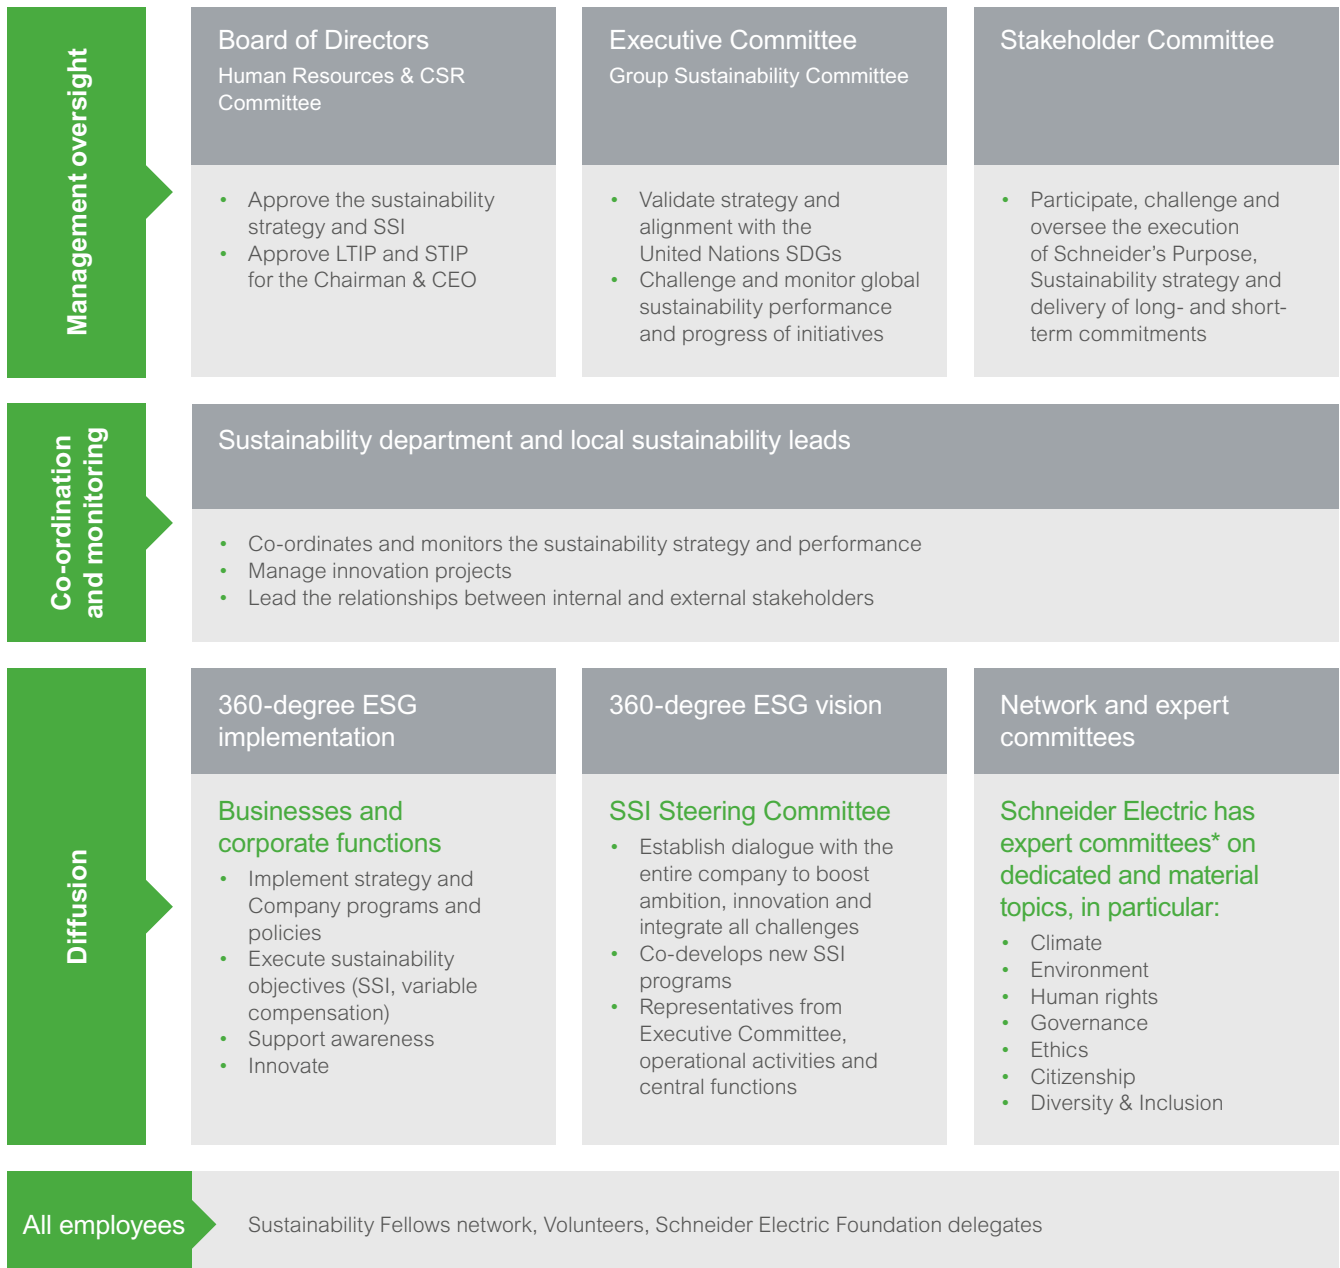 Management oversight
Board of Directors
Human Resources & CSR
Committee
• Approve the sustainability
strategy and SSI
• Approve LTIP and STIP
for the Chairman & CEO
Executive Committee
Group Sustainability Committee
• Validate strategy and
alignment with the
United Nations SDGs
• Challenge and monitor global
sustainability performance
and progress of initiatives
Stakeholder Committee
• Participate, challenge and
oversee the execution
of Schneider’s Purpose,
Sustainability strategy and
delivery of long- and short-
term commitments
Co-ordination
and monitoring
Sustainability department and local sustainability leads
• Co-ordinates and monitors the sustainability strategy and performance
• Manage innovation projects
• Lead the relationships between internal and external stakeholders
Diffusion
360-degree ESG
implementation
Businesses and
corporate functions
• Implement strategy and
Company programs and
policies
• Execute sustainability
objectives (SSI, variable
compensation)
• Support awareness
• Innovate
360-degree ESG vision
SSI Steering Committee
• Establish dialogue with the
entire company to boost
ambition, innovation and
integrate all challenges
• Co-develops new SSI
programs
• Representatives from
Executive Committee,
operational activities and
central functions
Network and expert
committees
Schneider Electric has
expert committees* on
dedicated and material
topics, in particular:
• Climate
• Environment
• Human rights
• Governance
• Ethics
• Citizenship
• Diversity & Inclusion
All employees
Sustainability Fellows network, Volunteers, Schneider Electric Foundation delegates